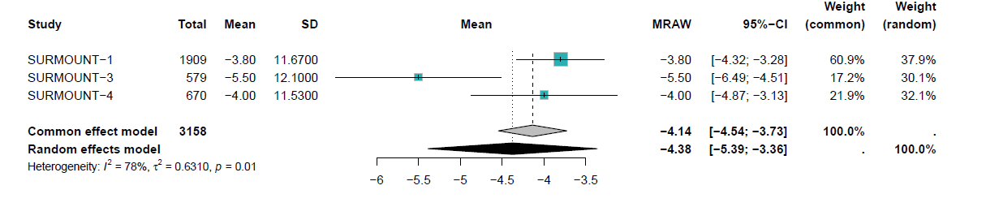 Weight Weight
Study Total Mean SD Mean MRAW 95%−CI (common) (random)
SURMOUNT−1 1909 −3.80 11.6700 −3.80 [−4.32; −3.28] 60.9% 37.9%
SURMOUNT−3 579 −5.50 12.1000 −5.50 [−6.49; −4.51] 17.2% 30.1%
SURMOUNT−4 670 −4.00 11.5300 −4.00 [−4.87; −3.13] 21.9% 32.1%
Common effect model 3158 −4.14 [−4.54; −3.73] 100.0% .
Random effects model −4.38 [−5.39; −3.36] . 100.0%
Heterogeneity: I² = 78%, τ² = 0.6310, p = 0.01
−6 −5.5 −5 −4.5 −4 −3.5